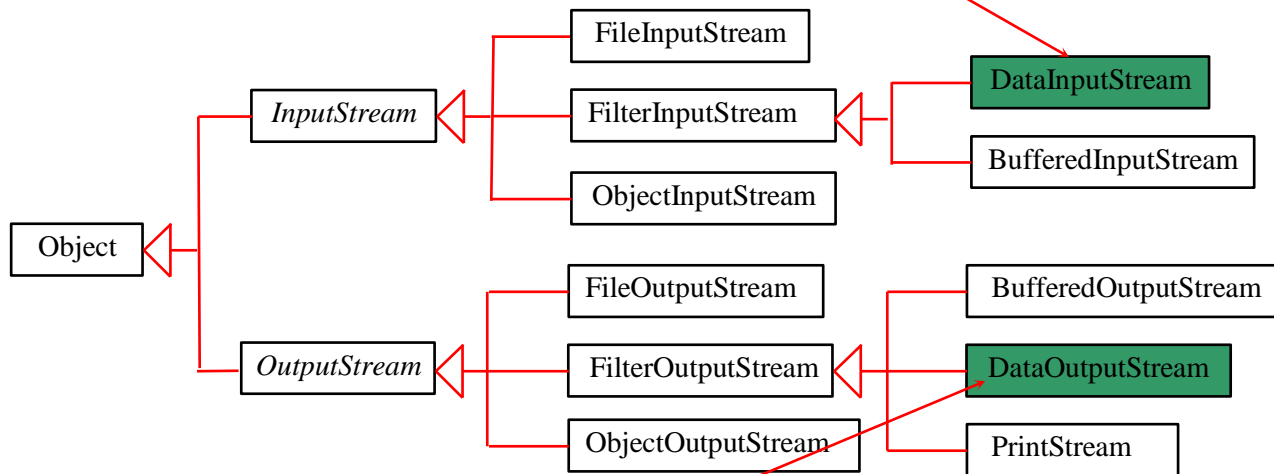 FileInputStream
DataInputStream
InputStream
FilterInputStream
BufferedInputStream
ObjectInputStream
Object
FileOutputStream
BufferedOutputStream
OutputStream
FilterOutputStream
DataOutputStream
ObjectOutputStream
PrintStream